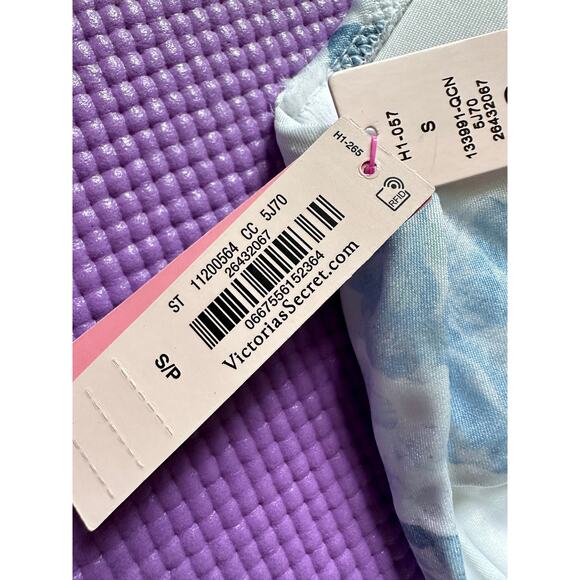 H1-265
RFID
ST 11200564 CC 5J70
26432067
0667556152364
VictoriasSecret.com
S/P
H1-057
S
133991-QCN
5J70
26432067